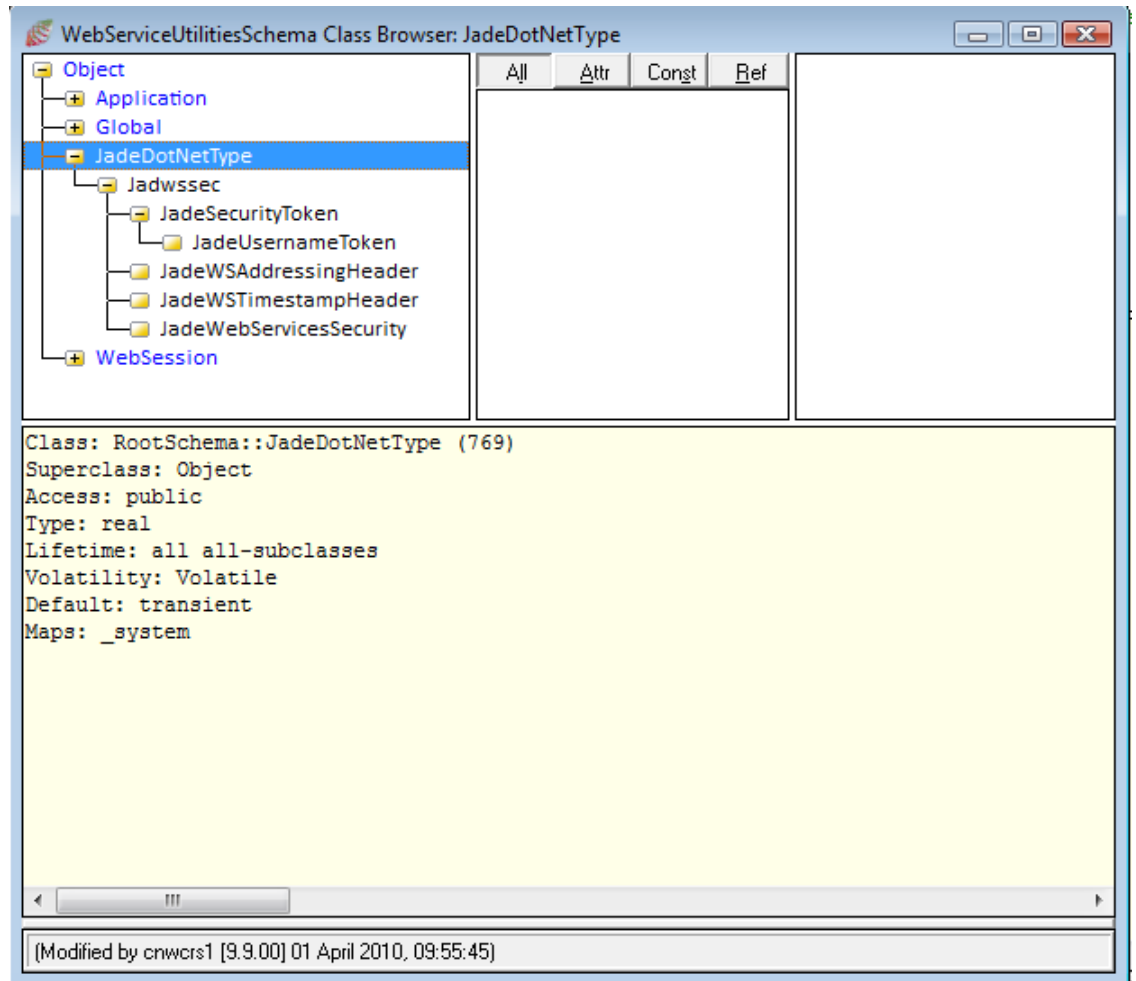 WebServiceUtilitiesSchema Class Browser: JadeDotNetType
Object
Application
Global
JadeDotNetType
Jadwssec
JadeSecurityToken
JadeUsernameToken
JadeWSAddressingHeader
JadeWSTimestampHeader
JadeWebServicesSecurity
WebSession
All Attr Const Ref
Class: RootSchema::JadeDotNetType (769)
Superclass: Object
Access: public
Type: real
Lifetime: all all-subclasses
Volatility: Volatile
Default: transient
Maps: _system
(Modified by cnwcrs1 [9.9.00] 01 April 2010, 09:55:45)